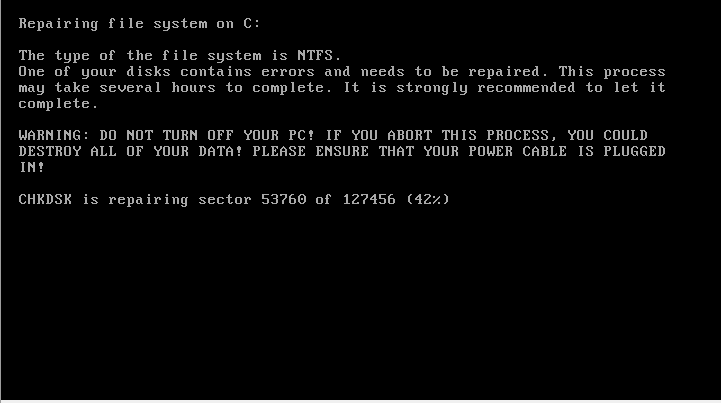 Repairing file system on C:
The type of the file system is NTFS.
One of your disks contains errors and needs to be repaired. This process
may take several hours to complete. It is strongly recommended to let it
complete.
WARNING: DO NOT TURN OFF YOUR PC! IF YOU ABORT THIS PROCESS, YOU COULD
DESTROY ALL OF YOUR DATA! PLEASE ENSURE THAT YOUR POWER CABLE IS PLUGGED
IN!
CHKDSK is repairing sector 53760 of 127456 (42%)